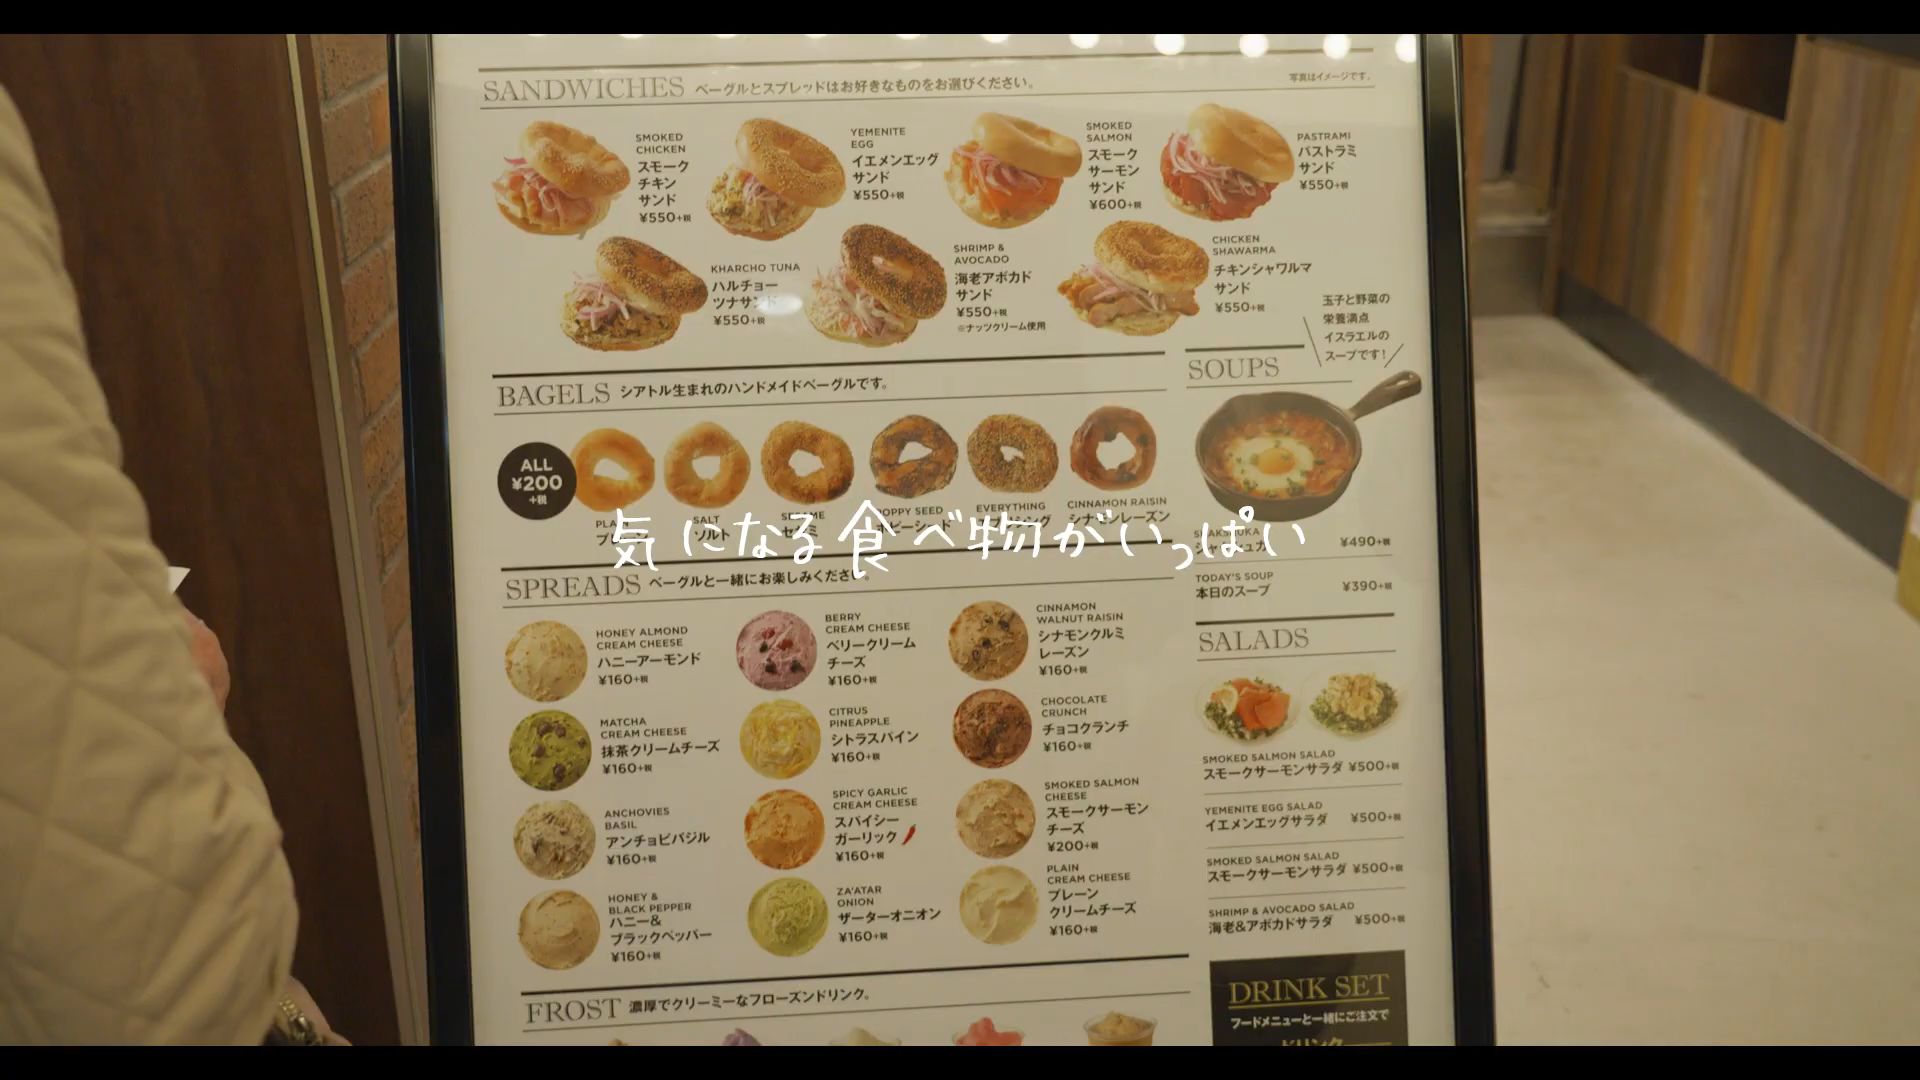 SANDWICHES ベーグルとスプレッドはお好きなものをお選びください。
写真はイメージです。
SMOKED
CHICKEN
スモーク
チキン
サンド
¥550+税
YEMENITE
EGG
イエメンエッグ
サンド
¥550+税
SMOKED
SALMON
スモーク
サーモン
サンド
¥600+税
PASTRAMI
パストラミ
サンド
¥550+税
KHARCHO TUNA
ハルチョー
ツナサンド
¥550+税
SHRIMP &
AVOCADO
海老アボカド
サンド
¥550+税
※ナッツクリーム使用
CHICKEN
SHAWARMA
チキンシャワルマ
サンド
¥550+税
玉子と野菜の
栄養満点
イスラエルの
スープです!
BAGELS シアトル生まれのハンドメイドベーグルです。
ALL
¥200
+税
SALT
ソルト
SESAME
POPPY SEED
EVERYTHING
CINNAMON RAISIN
シナモンレーズン
気になる食べ物がいっぱい
SOUPS
¥490+税
TODAY'S SOUP
本日のスープ ¥390+税
SPREADS ベーグルと一緒にお楽しみください。
HONEY ALMOND
CREAM CHEESE
ハニーアーモンド
¥160+税
BERRY
CREAM CHEESE
ベリークリーム
チーズ
¥160+税
CINNAMON
WALNUT RAISIN
シナモンクルミ
レーズン
¥160+税
MATCHA
CREAM CHEESE
抹茶クリームチーズ
¥160+税
CITRUS
PINEAPPLE
シトラスパイン
¥160+税
CHOCOLATE
CRUNCH
チョコクランチ
¥160+税
ANCHOVIES
BASIL
アンチョビバジル
¥160+税
SPICY GARLIC
CREAM CHEESE
スパイシー
ガーリック
¥160+税
SMOKED SALMON
CHEESE
スモークサーモン
チーズ
¥200+税
HONEY &
BLACK PEPPER
ハニー&
ブラックペッパー
¥160+税
ZA'ATAR
ONION
ザーターオニオン
¥160+税
PLAIN
CREAM CHEESE
プレーン
クリームチーズ
¥160+税
SALADS
SMOKED SALMON SALAD
スモークサーモンサラダ ¥500+税
YEMENITE EGG SALAD
イエメンエッグサラダ ¥500+税
SMOKED SALMON SALAD
スモークサーモンサラダ ¥500+税
SHRIMP & AVOCADO SALAD
海老&アボカドサラダ ¥500+税
FROST 濃厚でクリーミーなフローズンドリンク。
DRINK SET
フードメニューと一緒にご注文で